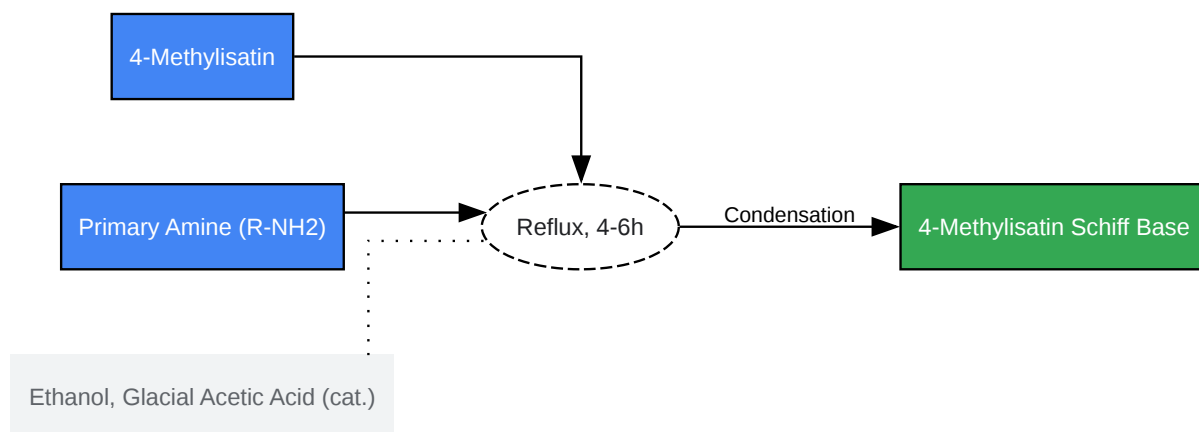 4-Methylisatin
Primary Amine (R-NH2)
Reflux, 4-6h
Condensation
4-Methylisatin Schiff Base
Ethanol, Glacial Acetic Acid (cat.)